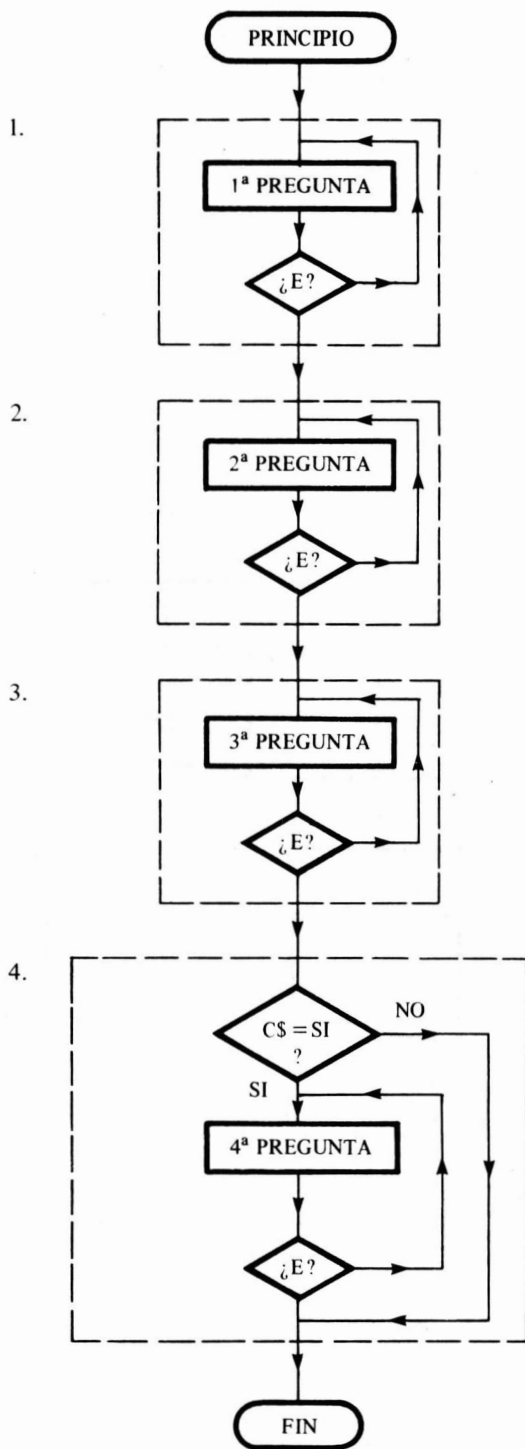 PRINCIPIO
1.
1ª PREGUNTA
¿E?
2.
2ª PREGUNTA
¿E?
3.
3ª PREGUNTA
¿E?
4.
C$ = SI
?
NO
SI
4ª PREGUNTA
¿E?
FIN